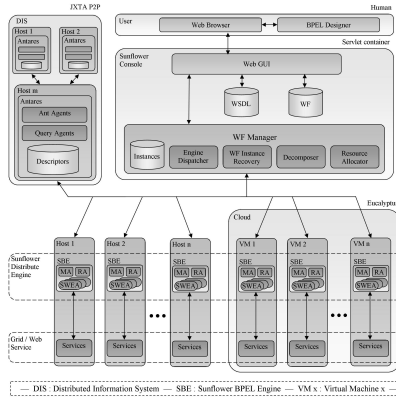 JXTA P2P
Human
DIS
Host 1
Host 2
Antares
Antares
Host m
Antares
Ant Agents
Query Agents
Descriptors
User
Web Browser
BPEL Designer
Servlet container
Sunflower
Console
Web GUI
WSDL
WF
WF Manager
Instances
Engine
Dispatcher
WF Instance
Recovery
Decomposer
Resource
Allocator
Eucalyptus
Cloud
Host 1
Host 2
Host n
VM 1
VM 2
VM n
Sunflower
Distribute
Engine
SBE
MA
RA
SWEA
SBE
MA
RA
SWEA
SBE
MA
RA
SWEA
SBE
MA
RA
SWEA
SBE
MA
RA
SWEA
SBE
MA
RA
SWEA
Grid / Web
Service
Services
Services
Services
Services
Services
Services
— DIS : Distributed Information System — SBE : Sunflower BPEL Engine — VM x : Virtual Machine x —